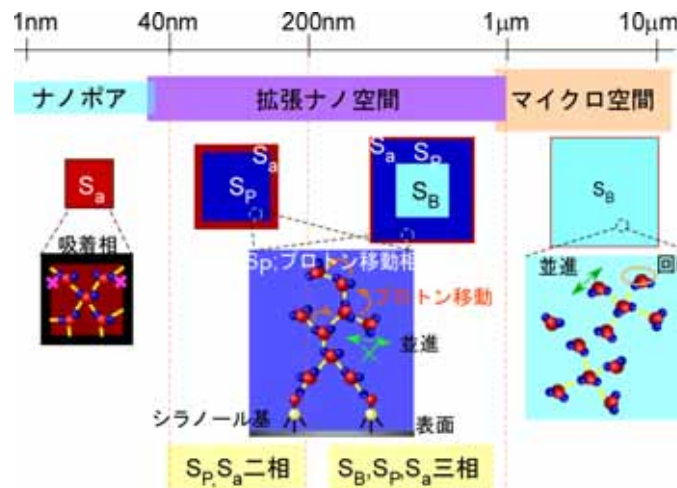 1nm 40nm 200nm 1μm 10μm
ナノポア 拡張ナノ空間 マイクロ空間
Sa
Sa
SP
Sa SP
SB
SB
吸着相
Sp;プロトン移動相
プロトン移動
並進
シラノール基
表面
並進
回
SP,Sa二相 SB,SP,Sa三相